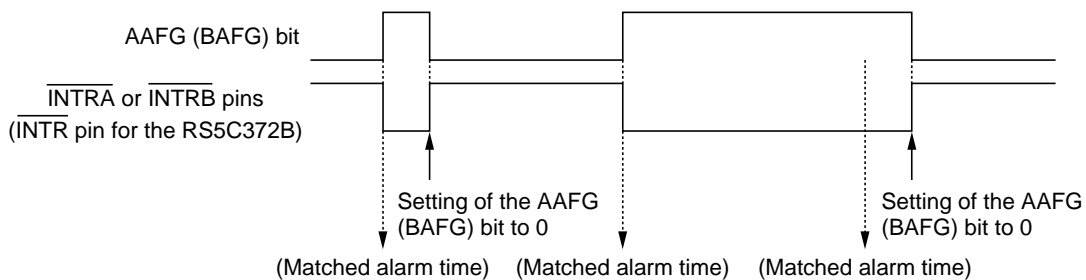 AAFG (BAFG) bit
INTRA or INTRB pins
(INTR pin for the RS5C372B)
Setting of the AAFG
(BAFG) bit to 0
Setting of the AAFG
(BAFG) bit to 0
(Matched alarm time)
(Matched alarm time)
(Matched alarm time)